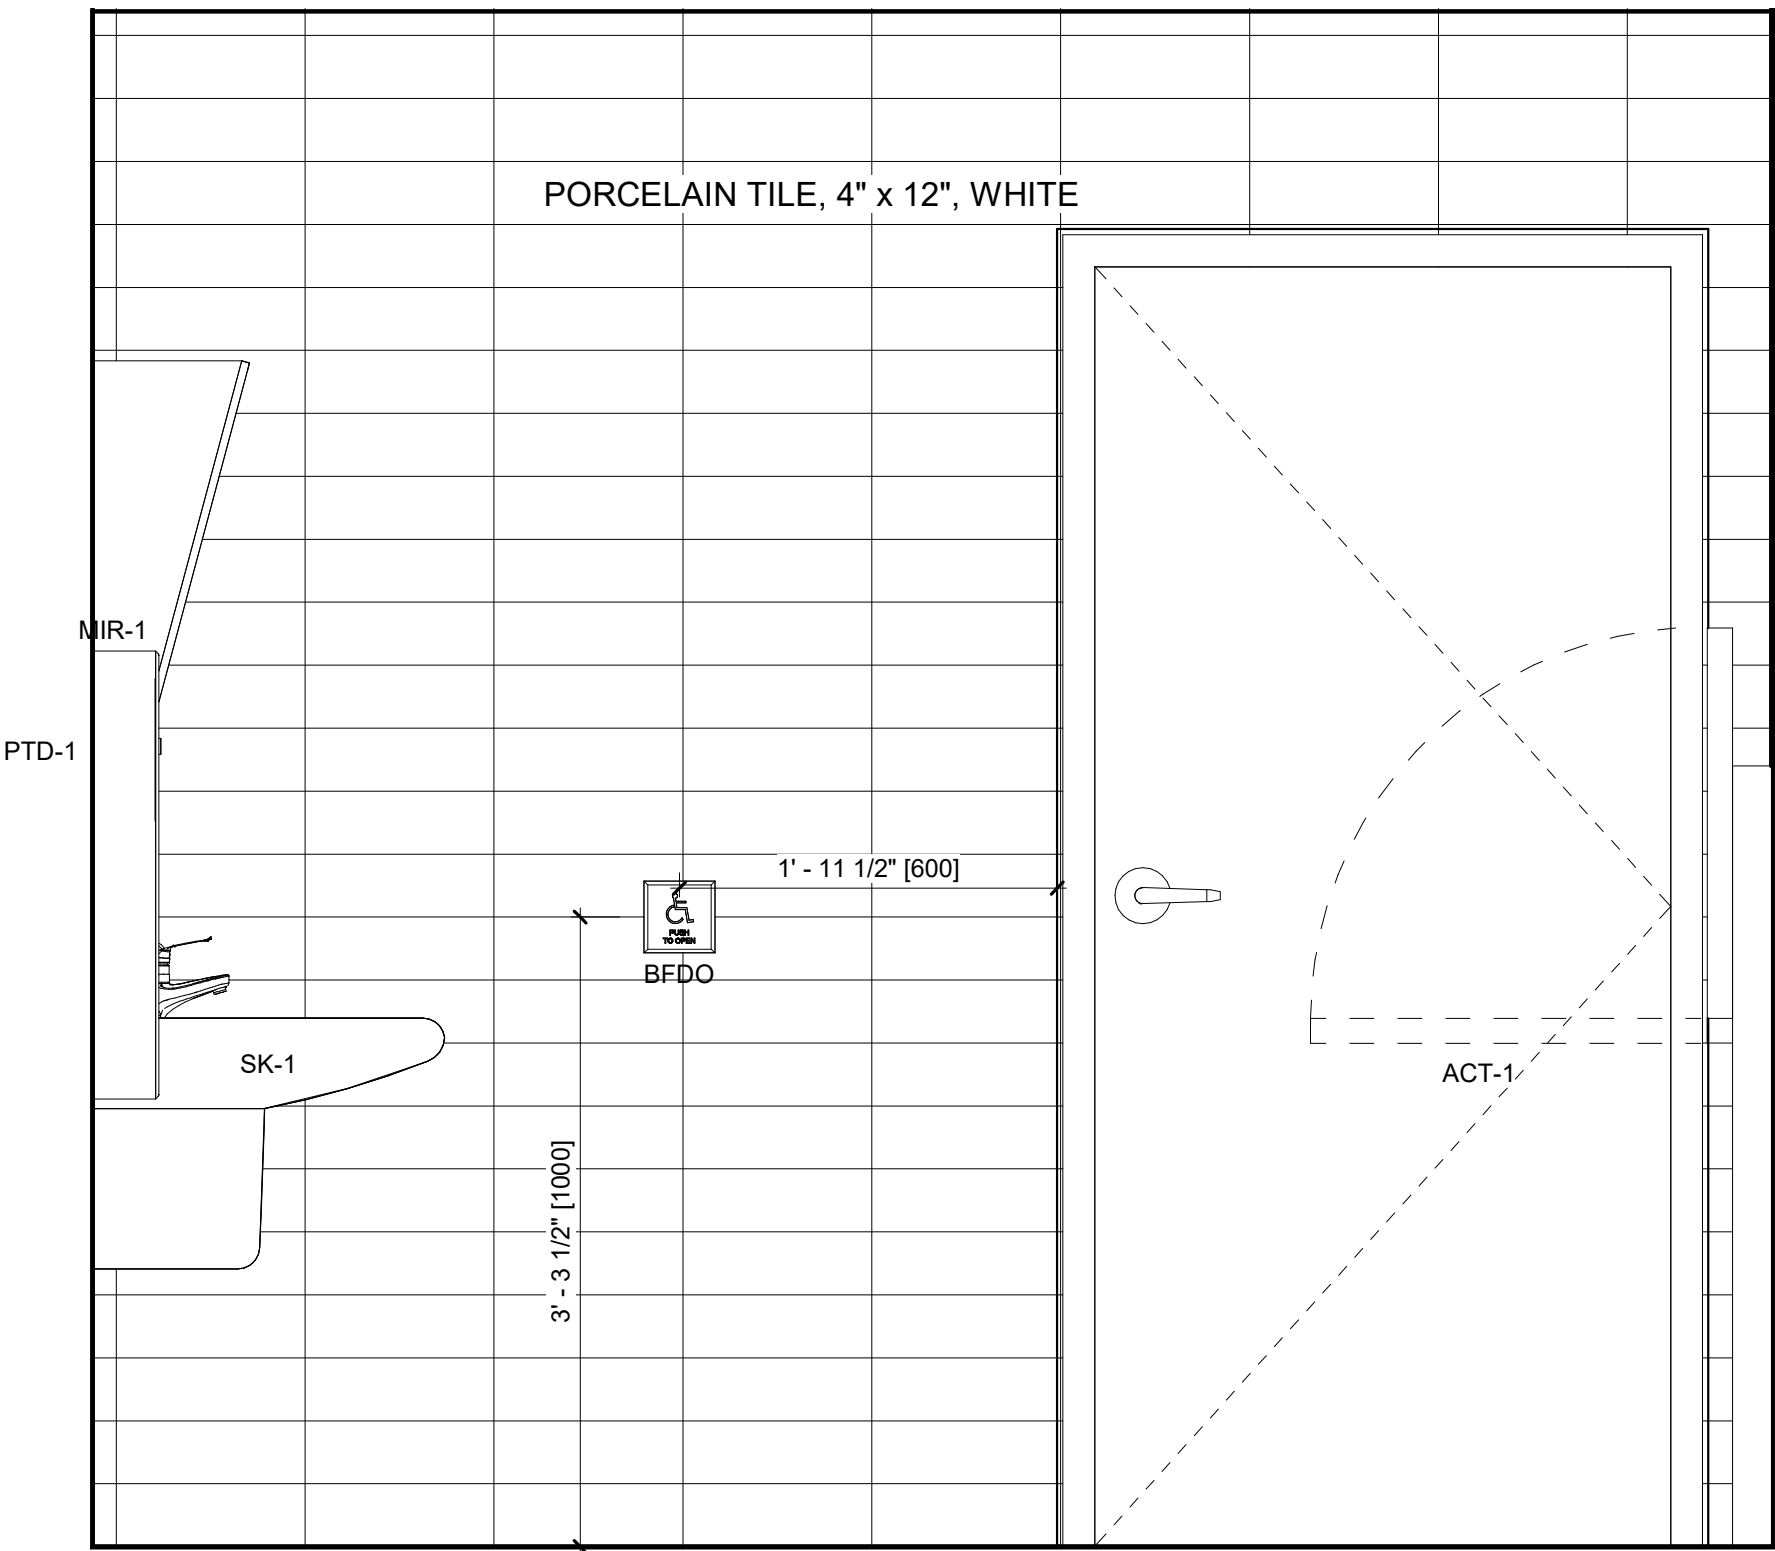 PORCELAIN TILE, 4" x 12", WHITE
MIR-1
PTD-1
1' - 11 1/2" [600]
PUSH
TO OPEN
BFDO
SK-1
ACT-1
3' - 3 1/2" [1000]